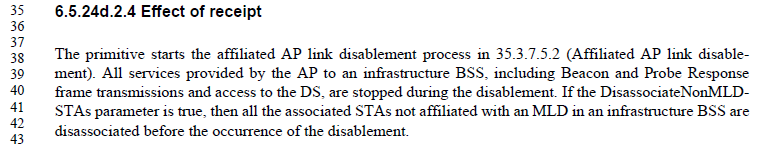 35 6.5.24d.2.4 Effect of receipt
36
37
38 The primitive starts the affiliated AP link disablement process in 35.3.7.5.2 (Affiliated AP link disable-
39 ment). All services provided by the AP to an infrastructure BSS, including Beacon and Probe Response
40 frame transmissions and access to the DS, are stopped during the disablement. If the DisassociateNonMLD-
41 STAs parameter is true, then all the associated STAs not affiliated with an MLD in an infrastructure BSS are
42 disassociated before the occurrence of the disablement.
43